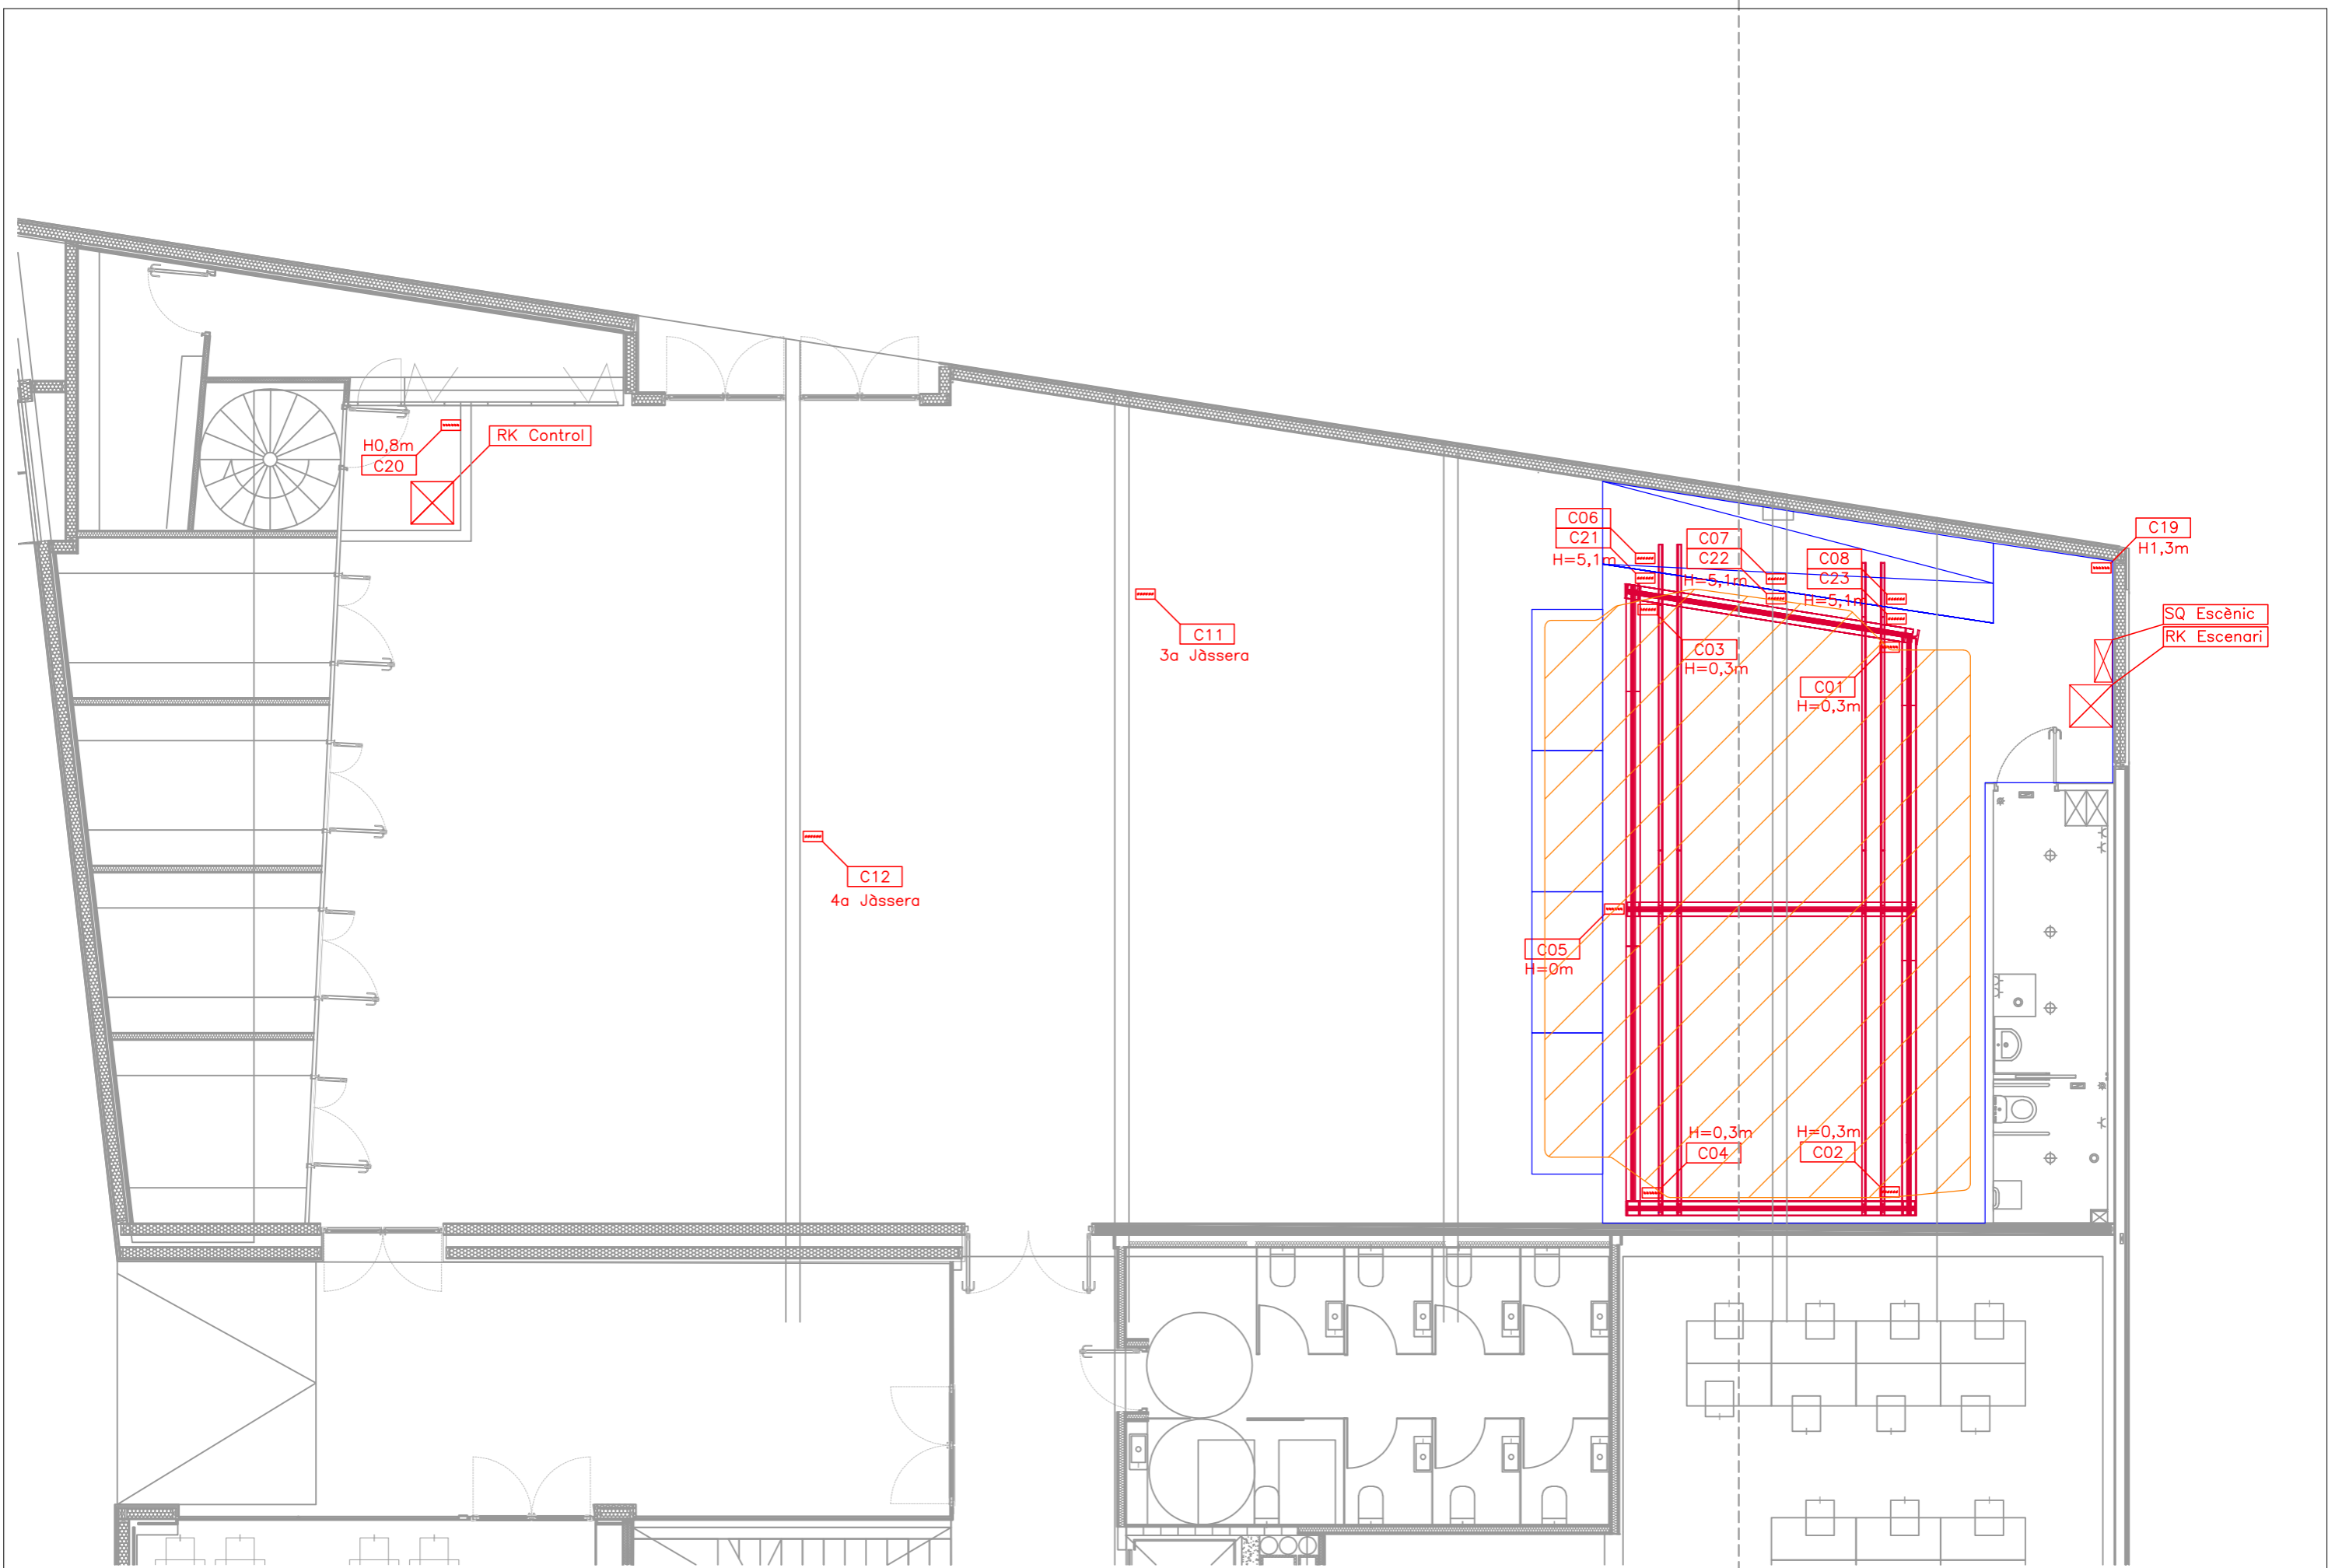 RK Control
H0,8m
C20
C06
C21
H=5,1m
C07
C22
H=5,1m
C08
C23
H=5,1m
C19
H1,3m
SQ Escènic
RK Escenari
C11
3a Jàssera
C03
H=0,3m
C01
H=0,3m
C12
4a Jàssera
C05
H=0m
H=0,3m
C04
H=0,3m
C02